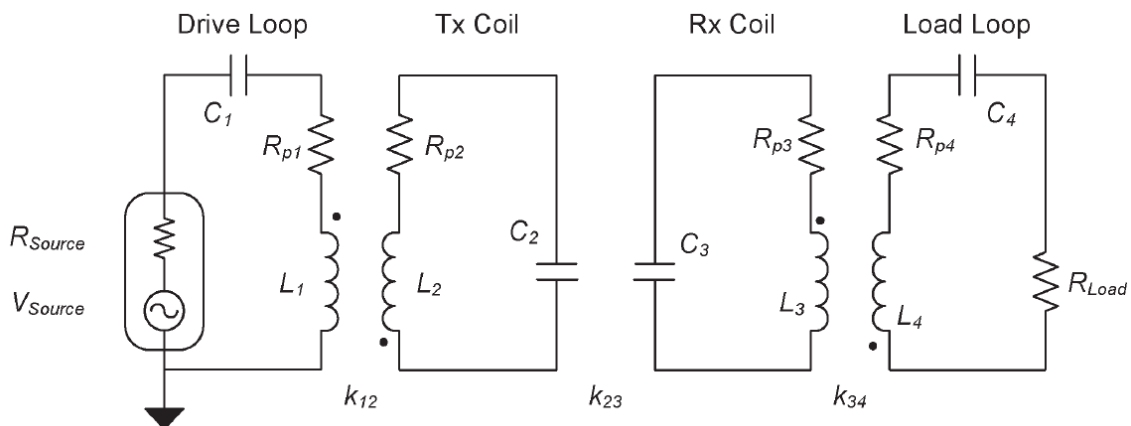 Drive Loop Tx Coil Rx Coil Load Loop
C1 C4
Rp1 Rp2 Rp3 Rp4
RSource C2 C3
VSource L1 L2 L3 L4 RLoad
k12 k23 k34